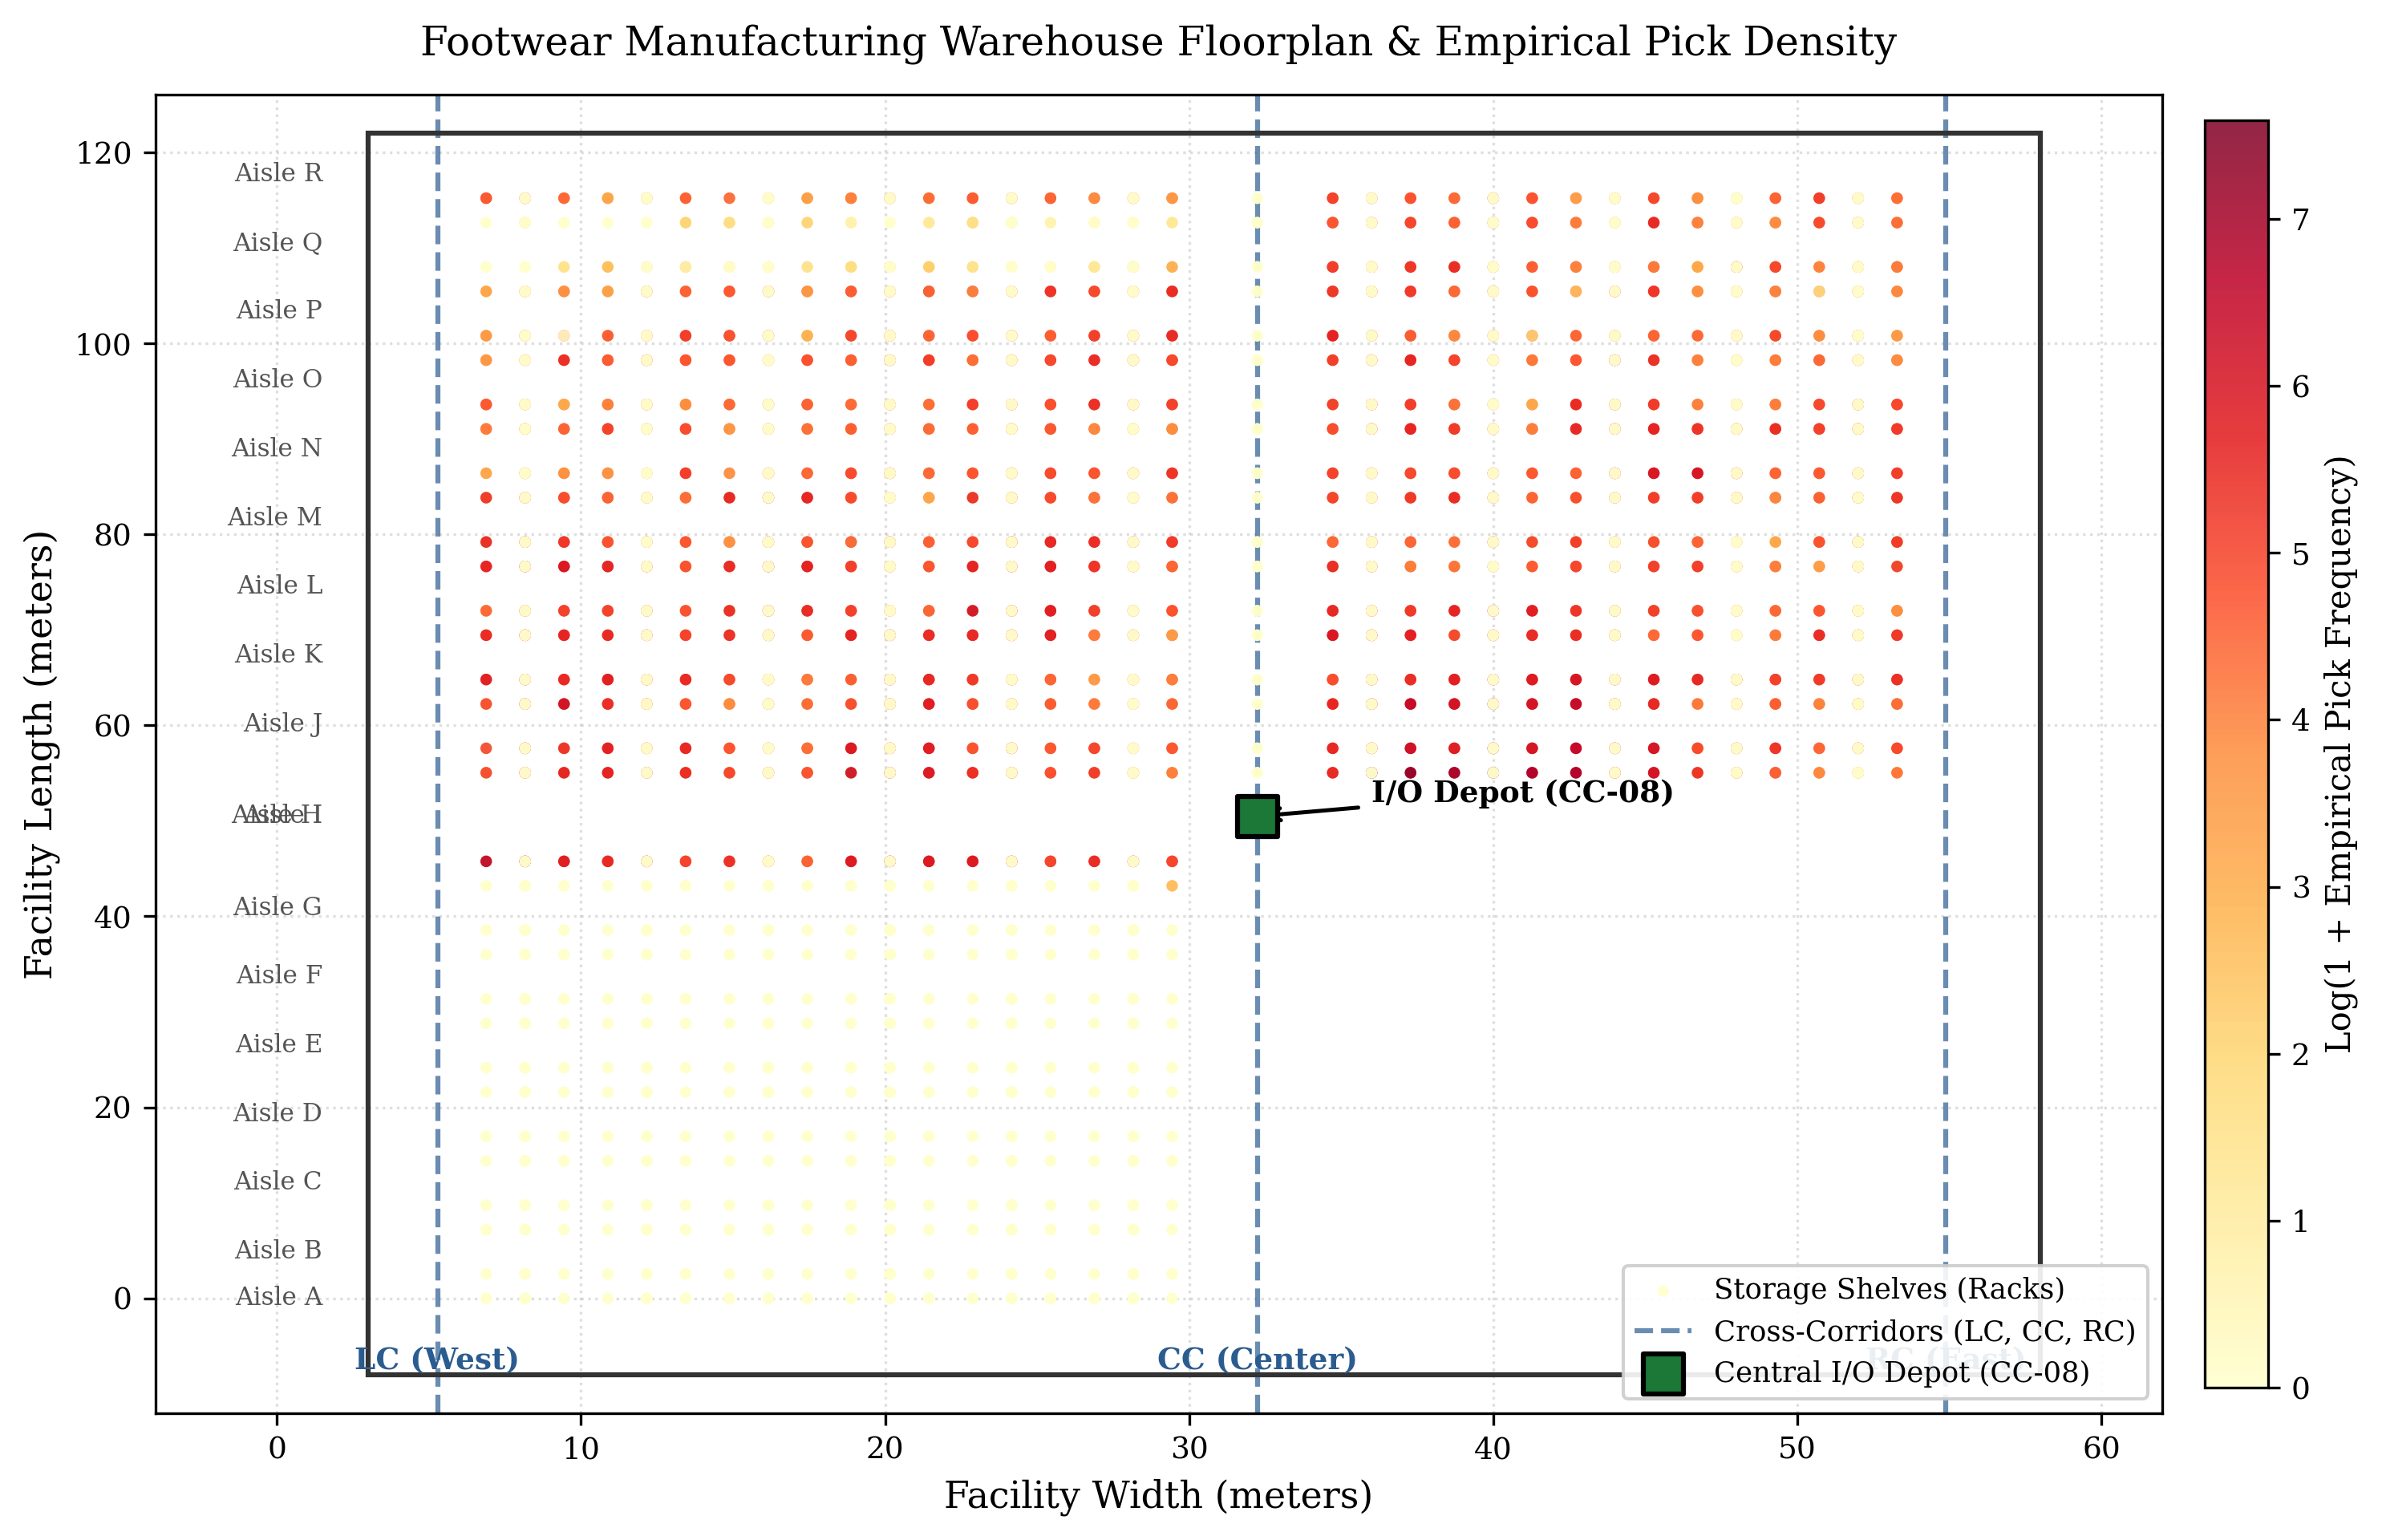 Footwear Manufacturing Warehouse Floorplan & Empirical Pick Density
Facility Length (meters)
120
100
80
60
40
20
0
Aisle R
Aisle Q
Aisle P
Aisle O
Aisle N
Aisle M
Aisle L
Aisle K
Aisle J
Aisle H
Aisle G
Aisle F
Aisle E
Aisle D
Aisle C
Aisle B
Aisle A
I/O Depot (CC-08)
LC (West)
CC (Center)
RC (East)
Storage Shelves (Racks)
Cross-Corridors (LC, CC, RC)
Central I/O Depot (CC-08)
0
10
20
30
40
50
60
Facility Width (meters)
7
6
5
4
3
2
1
0
Log(1 + Empirical Pick Frequency)